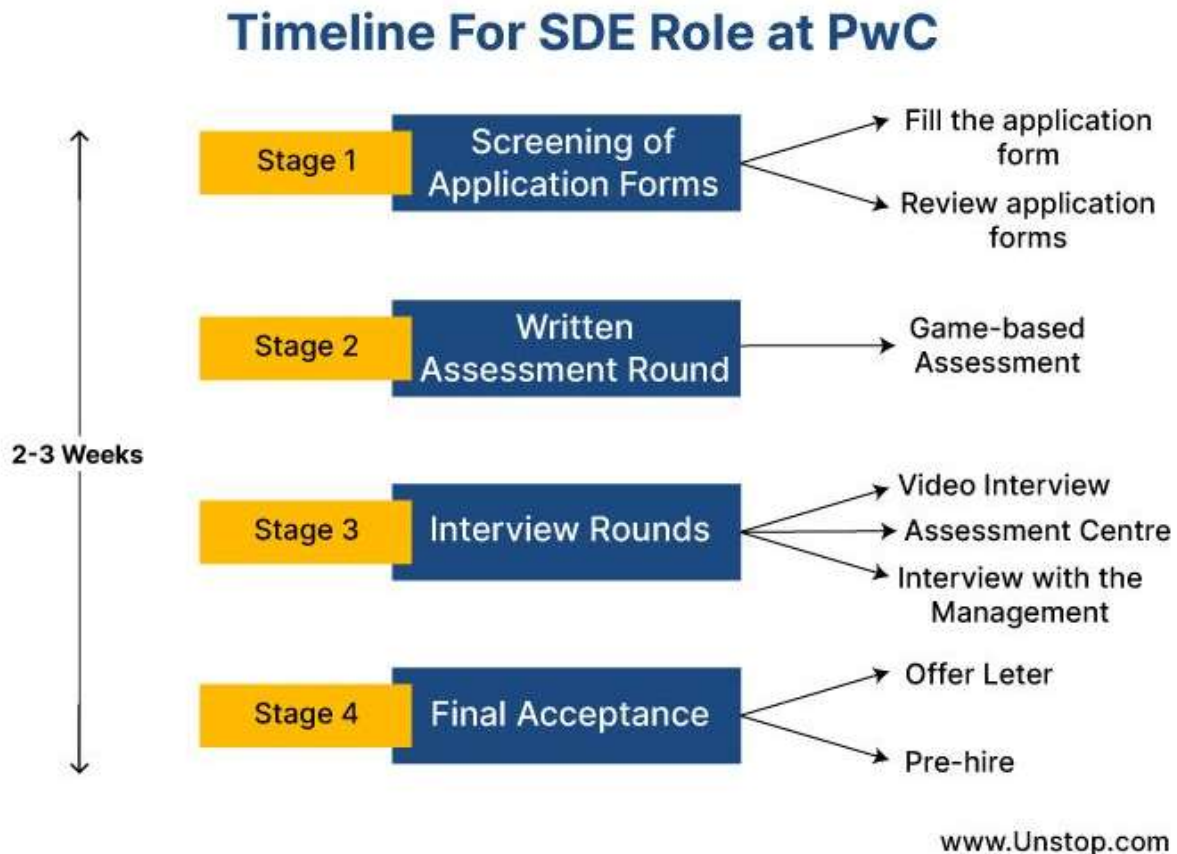 Timeline For SDE Role at PwC
Stage 1
Screening of
Application Forms
Fill the application
form
Review application
forms
Stage 2
Written
Assessment Round
Game-based
Assessment
2-3 Weeks
Stage 3
Interview Rounds
Video Interview
Assessment Centre
Interview with the
Management
Stage 4
Final Acceptance
Offer Leter
Pre-hire
www.Unstop.com